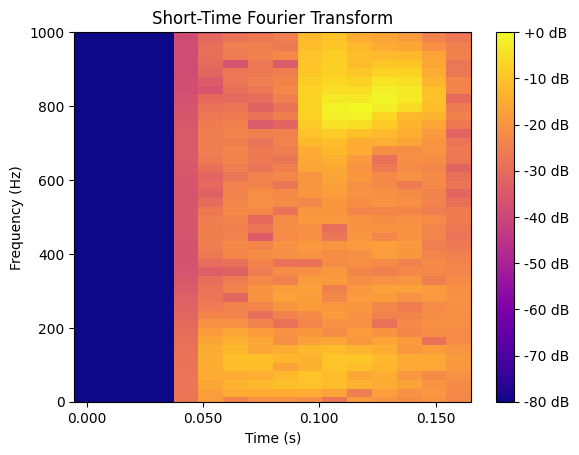 Short-Time Fourier Transform
1000
800
600
400
200
0
Frequency (Hz)
0.000
0.050
0.100
0.150
Time (s)
+0 dB
-10 dB
-20 dB
-30 dB
-40 dB
-50 dB
-60 dB
-70 dB
-80 dB